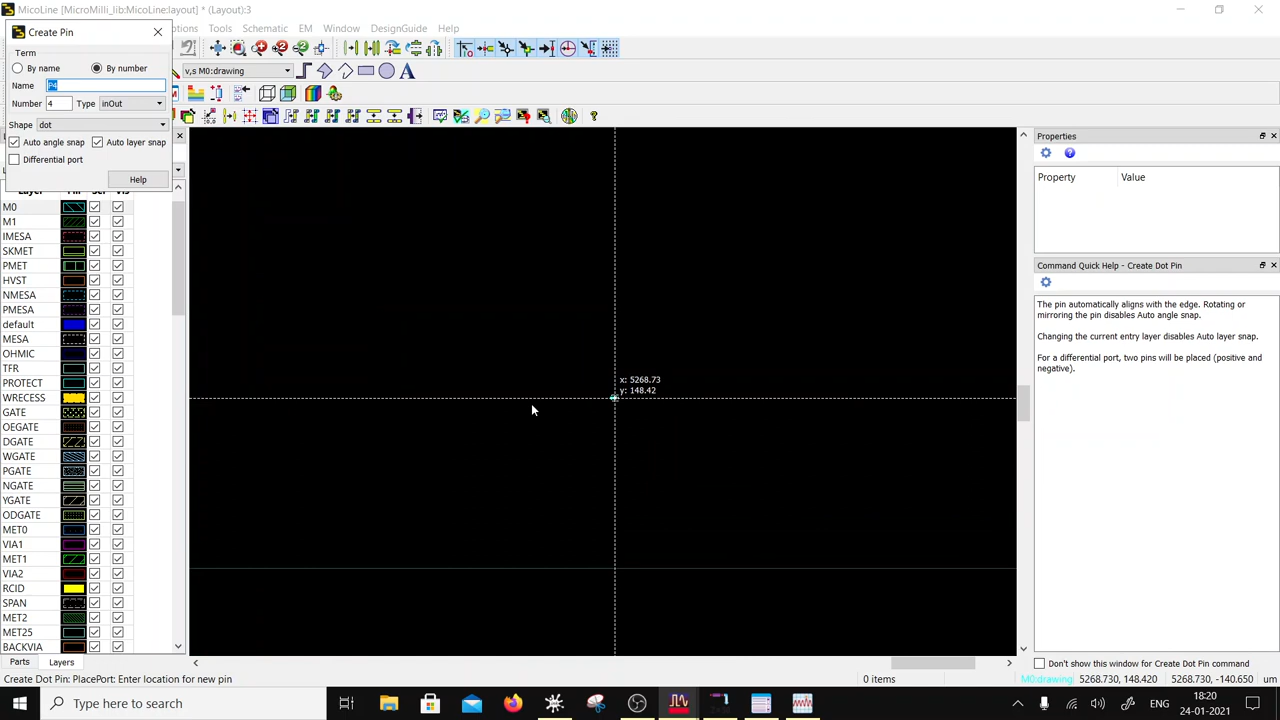 MicoLine [MicroMilli_lib:MicoLine:layout] * (Layout):3
Create Pin
ptions
Tools
Schematic
EM
Window
DesignGuide
Help
Term
By name
By number
Name
Number
4
Type
inOut
Shape
Auto angle snap
Auto layer snap
Differential port
Help
v,s M0:drawing
Layer
Vis
M0
M1
IMESA
SKMET
PMET
HVST
NMESA
PMESA
default
MESA
OHMIC
TFR
PROTECT
WRECESS
GATE
OEGATE
DGATE
WGATE
PGATE
NGATE
YGATE
ODGATE
MET0
VIA1
MET1
VIA2
RCID
SPAN
MET2
MET25
BACKVIA
Parts
Layers
x: 5268.73
y: 148.42
Properties
Property
Value
Command Quick Help - Create Dot Pin
The pin automatically aligns with the edge. Rotating or
mirroring the pin disables Auto angle snap.
Changing the current entry layer disables Auto layer snap.
For a differential port, two pins will be placed (positive and
negative).
Don't show this window for Create Dot Pin command
Create Dot Pin: PlacePort: Enter location for new pin
0 items
M0:drawing
5268.730, 148.420
5268.730, -140.650
um
Type here to search
ENG
18:20
24-01-2021